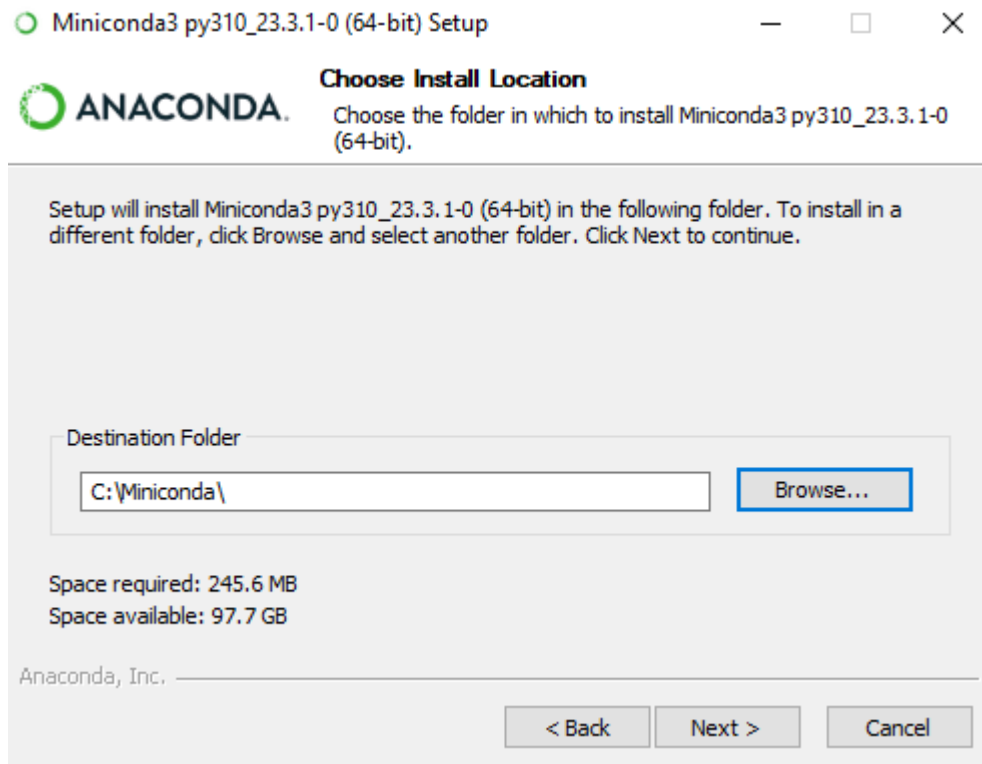 Miniconda3 py310_23.3.1-0 (64-bit) Setup
ANACONDA.
Choose Install Location
Choose the folder in which to install Miniconda3 py310_23.3.1-0
(64-bit).
Setup will install Miniconda3 py310_23.3.1-0 (64-bit) in the following folder. To install in a
different folder, click Browse and select another folder. Click Next to continue.
Destination Folder
C:\Miniconda\
Browse...
Space required: 245.6 MB
Space available: 97.7 GB
Anaconda, Inc.
< Back
Next >
Cancel